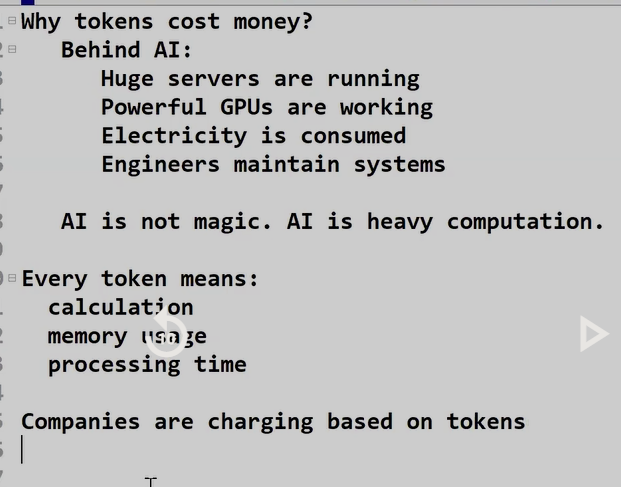 Why tokens cost money?
Behind AI:
Huge servers are running
Powerful GPUs are working
Electricity is consumed
Engineers maintain systems
AI is not magic. AI is heavy computation.
Every token means:
calculation
memory usage
processing time
Companies are charging based on tokens